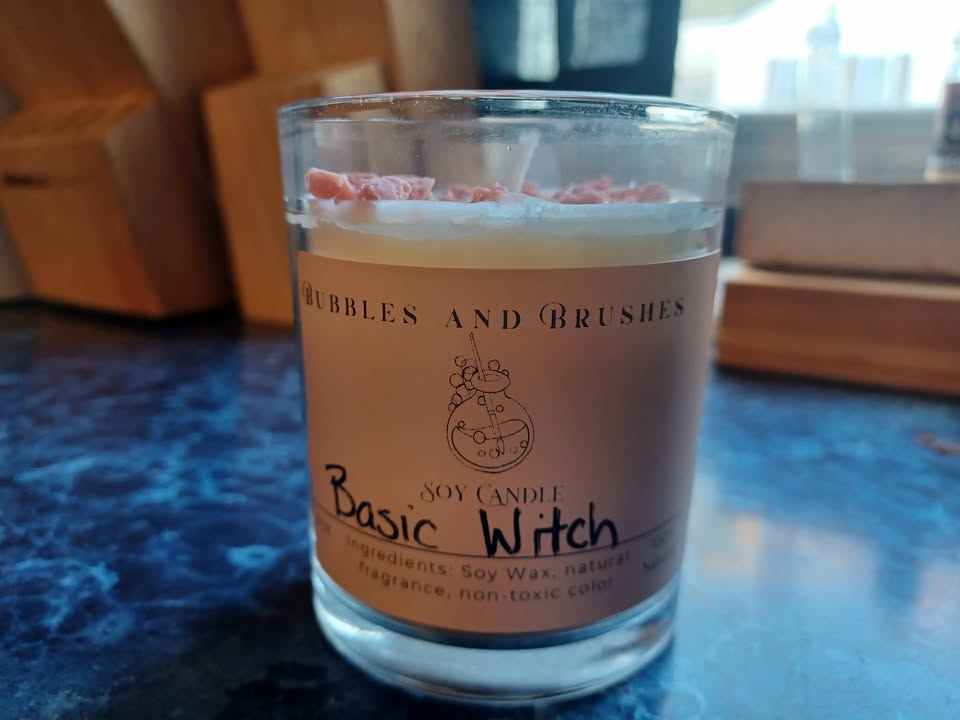 BUBBLES AND BRUSHES
SOY CANDLE
Basic Witch
ingredients: Soy Wax, natural
fragrance, non-toxic color